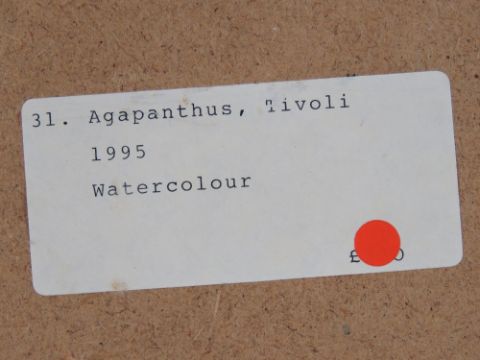 31. Agapanthus, Tivoli
1995
Watercolour